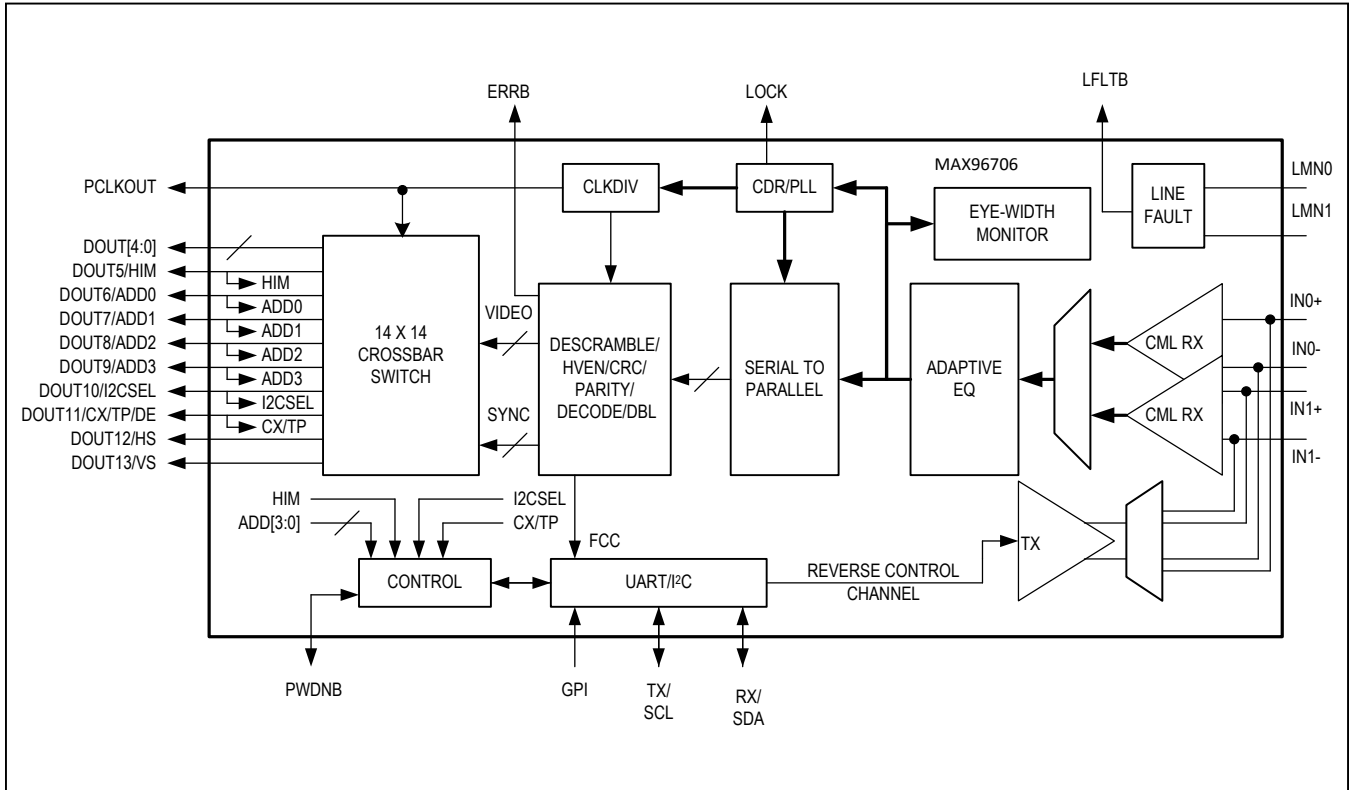 ERRB
LOCK
LFLTB
MAX96706
PCLKOUT
CLKDIV
CDR/PLL
EYE-WIDTH
MONITOR
LINE
FAULT
LMN0
LMN1
DOUT[4:0]
DOUT5/HIM
HIM
DOUT6/ADD0
ADD0
DOUT7/ADD1
ADD1
DOUT8/ADD2
ADD2
DOUT9/ADD3
ADD3
DOUT10/I2CSEL
I2CSEL
DOUT11/CX/TP/DE
CX/TP
DOUT12/HS
DOUT13/VS
14 X 14
CROSSBAR
SWITCH
VIDEO
SYNC
DESCRAMBLE/
HVEN/CRC/
PARITY/
DECODE/DBL
SERIAL TO
PARALLEL
ADAPTIVE
EQ
CML RX
CML RX
IN0+
IN0-
IN1+
IN1-
HIM
ADD[3:0]
I2CSEL
CX/TP
FCC
CONTROL
UART/I²C
REVERSE CONTROL
CHANNEL
TX
PWDNB
GPI
TX/
SCL
RX/
SDA